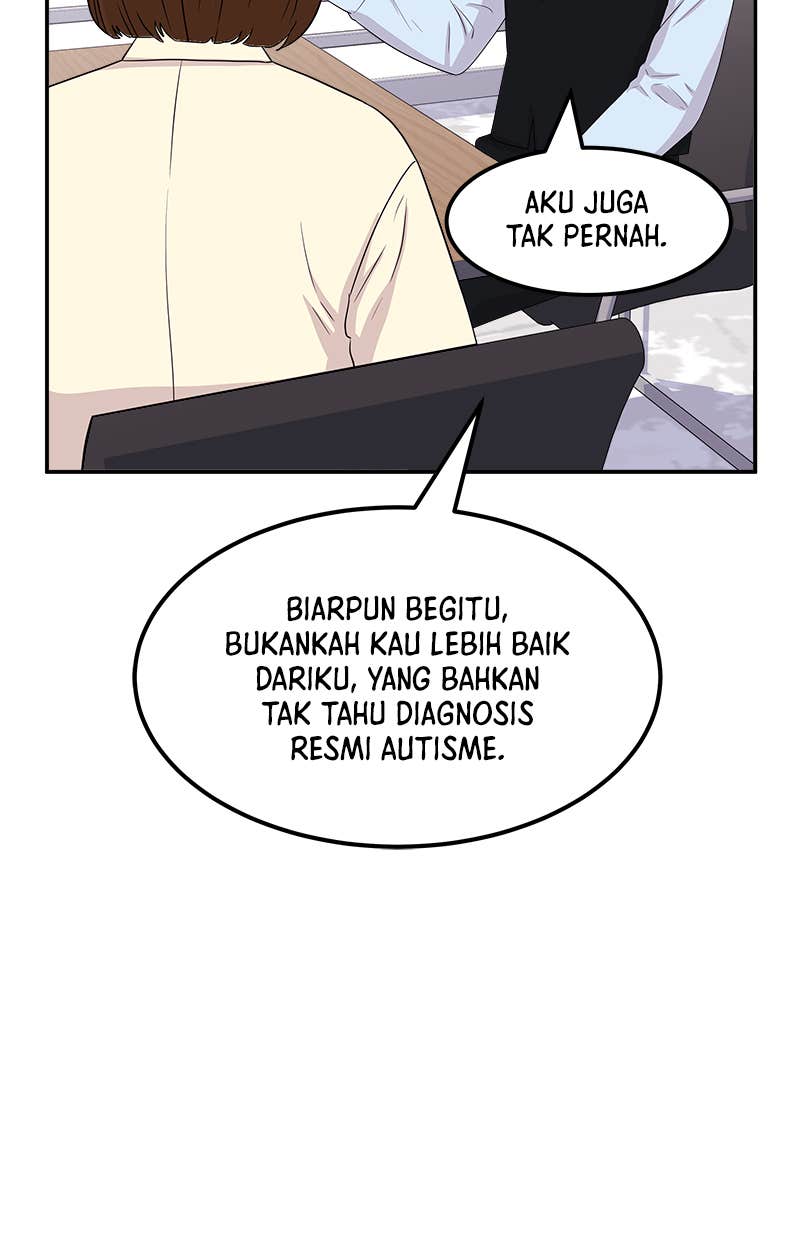 AKU JUGA
TAK PERNAH.
BIARPUN BEGITU,
BUKANKAH KAU LEBIH BAIK
DARIKU, YANG BAHKAN
TAK TAHU DIAGNOSIS
RESMI AUTISME.